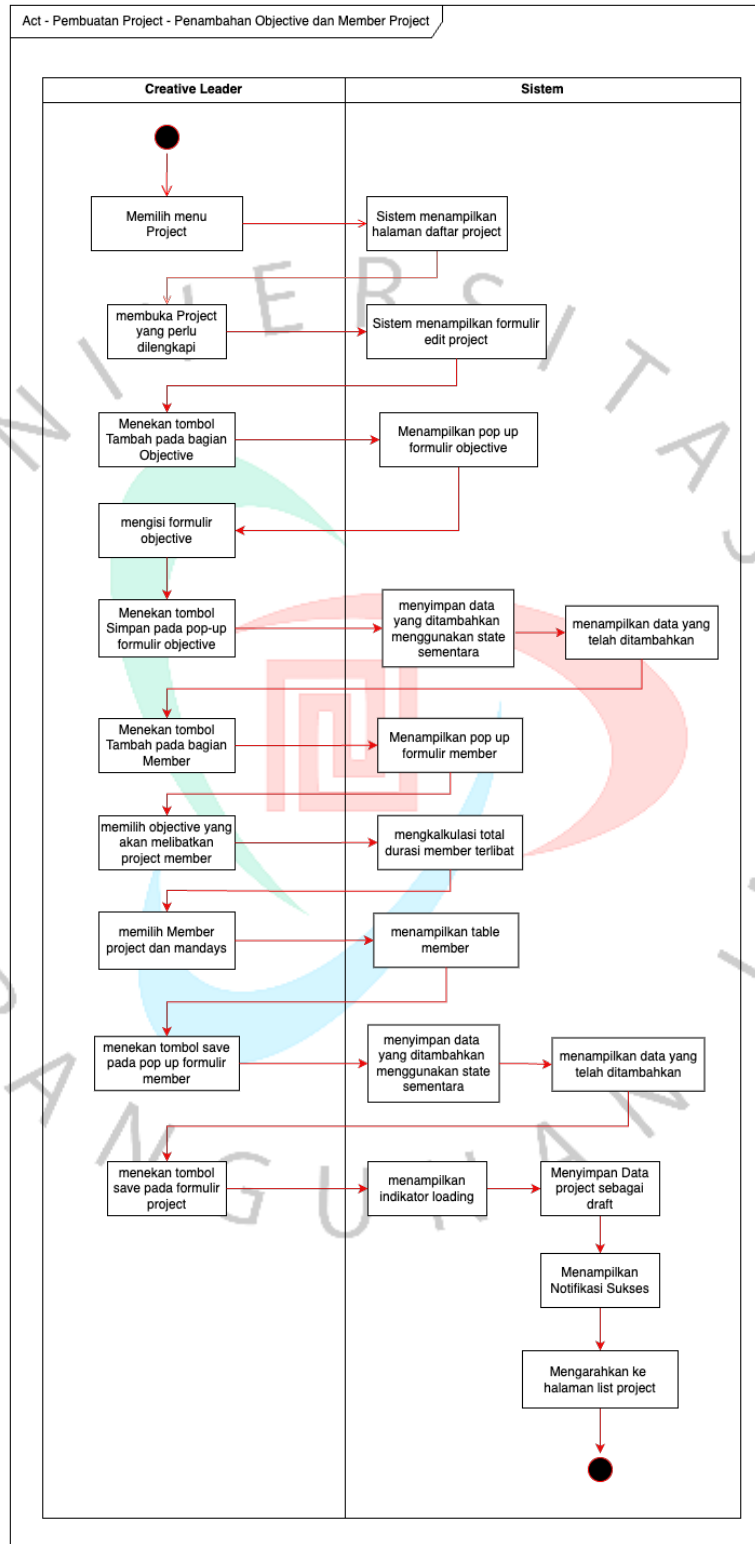 Act - Pembuatan Project - Penambahan Objective dan Member Project
Creative Leader
Sistem
Memilih menu
Project
Sistem menampilkan
halaman daftar project
membuka Project
yang perlu
dilengkapi
Sistem menampilkan formulir
edit project
Menekan tombol
Tambah pada bagian
Objective
Menampilkan pop up
formulir objective
mengisi formulir
objective
Menekan tombol
Simpan pada pop-up
formulir objective
menyimpan data
yang ditambahkan
menggunakan state
sementara
menampilkan data yang
telah ditambahkan
Menekan tombol
Tambah pada bagian
Member
Menampilkan pop up
formulir member
memilih objective yang
akan melibatkan
project member
mengkalkulasi total
durasi member terlibat
memilih Member
project dan mandays
menampilkan table
member
menekan tombol save
pada pop up formulir
member
menyimpan data
yang ditambahkan
menggunakan state
sementara
menampilkan data yang
telah ditambahkan
menekan tombol
save pada formulir
project
menampilkan
indikator loading
Menyimpan Data
project sebagai
draft
Menampilkan
Notifikasi Sukses
Mengarahkan ke
halaman list project